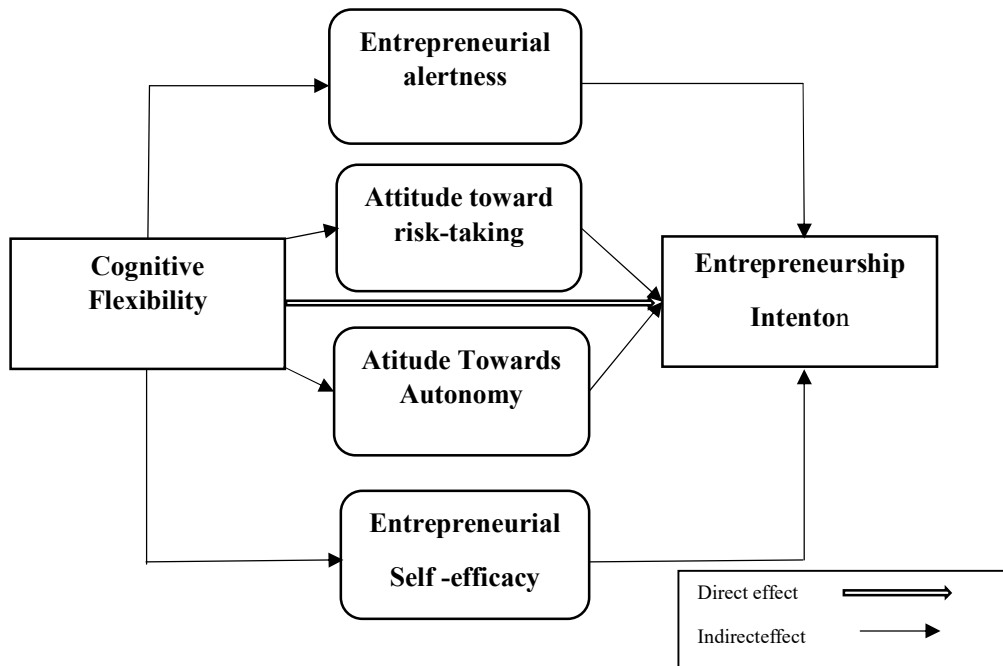 Entrepreneurial
alertness
Attitude toward
risk-taking
Cognitive
Flexibility
Entrepreneurship
Intenton
Atitude Towards
Autonomy
Entrepreneurial
Self -efficacy
Direct effect
Indirecteffect